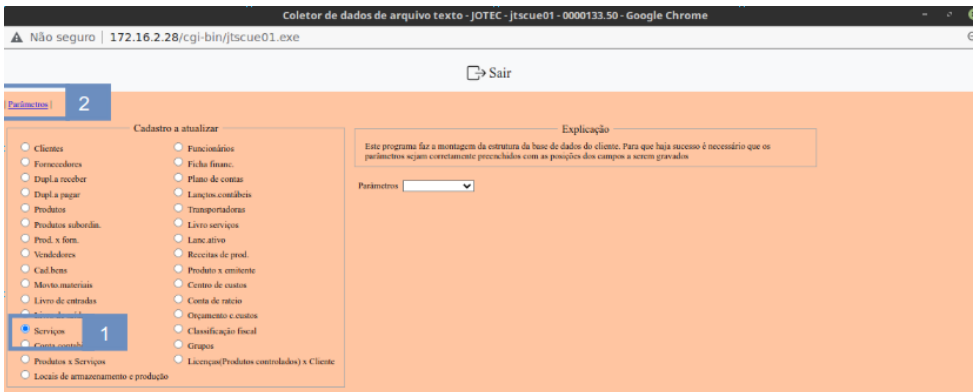 Coletor de dados de arquivo texto - JOTEC - jtscue01 - 0000133.50 - Google Chrome
Não seguro | 172.16.2.28/cgi-bin/jtscue01.exe
Sair
| Parâmetros |
2
Cadastro a atualizar
Clientes
Funcionários
Fornecedores
Ficha financ.
Dupl.a receber
Plano de contas
Dupl.a pagar
Lançtos.contábeis
Produtos
Transportadoras
Produtos subordin.
Livro serviços
Prod. x forn.
Lanc.ativo
Vendedores
Receitas de prod.
Cad.bens
Produto x emitente
Movto.materiais
Centro de custos
Livro de entradas
Conta de rateio
Orçamento e.custos
Serviços
1
Classificação fiscal
Conta contáb
Grupos
Produtos x Serviços
Licenças(Produtos controlados) x Cliente
Locais de armazenamento e produção
Explicação
Este programa faz a montagem da estrutura da base de dados do cliente. Para que haja sucesso é necessário que os
parâmetros sejam corretamente preenchidos com as posições dos campos a serem gravados
Parâmetros